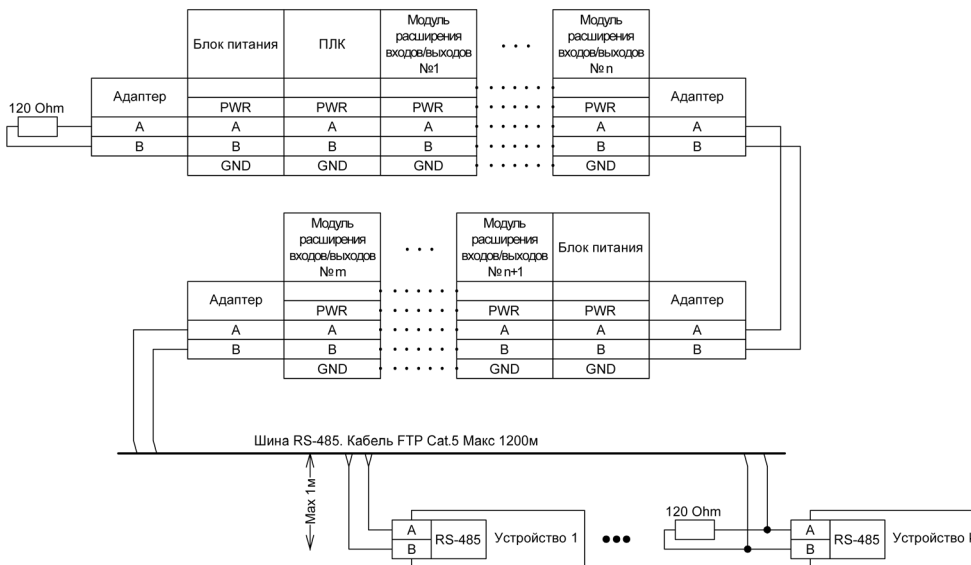 Модуль
расширения
входов/выходов
№1
Модуль
расширения
входов/выходов
№ n
Блок питания
ПЛК
. . .
Адаптер
Адаптер
PWR PWR PWR PWR
120 Ohm
A A A A A A
B B B B B B
GND GND GND GND
Модуль
расширения
входов/выходов
№ m
. . .
Модуль
расширения
входов/выходов
№ n+1
Блок питания
Адаптер
Адаптер
PWR PWR PWR
A A A A A
B B B B B
GND GND GND
Шина RS-485. Кабель FTP Cat.5 Макс 1200м
Max 1м
A
B
RS-485
Устройство 1
120 Ohm
A
B
RS-485
Устройство